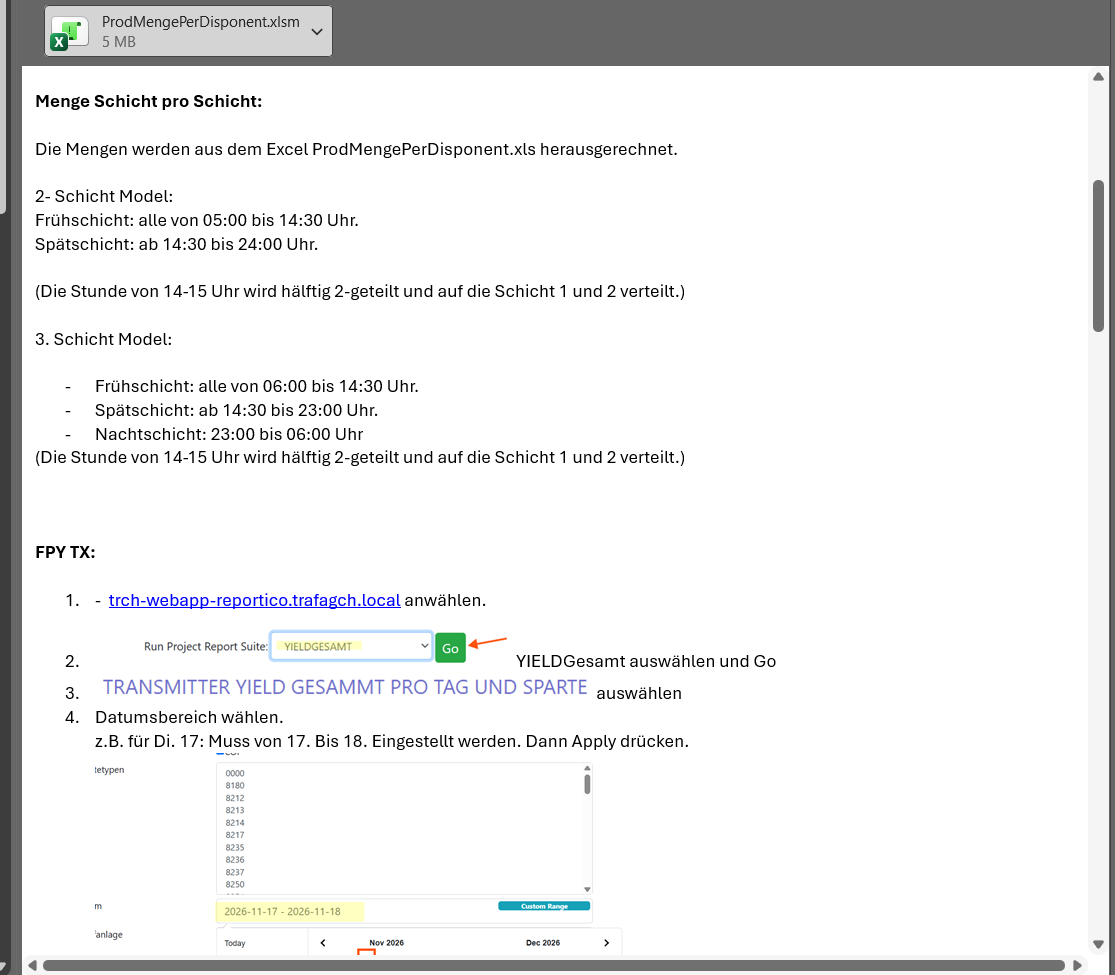 ProdMengePerDisponent.xlsm
5 MB
Menge Schicht pro Schicht:
Die Mengen werden aus dem Excel ProdMengePerDisponent.xls herausgerechnet.
2- Schicht Model:
Frühschicht: alle von 05:00 bis 14:30 Uhr.
Spätschicht: ab 14:30 bis 24:00 Uhr.
(Die Stunde von 14-15 Uhr wird hälftig 2-geteilt und auf die Schicht 1 und 2 verteilt.)
3. Schicht Model:
- Frühschicht: alle von 06:00 bis 14:30 Uhr.
- Spätschicht: ab 14:30 bis 23:00 Uhr.
- Nachtschicht: 23:00 bis 06:00 Uhr
(Die Stunde von 14-15 Uhr wird hälftig 2-geteilt und auf die Schicht 1 und 2 verteilt.)
FPY TX:
1. - trch-webapp-reportico.trafagch.local anwählen.
2. Run Project Report Suite: YIELDGESAMT Go YIELDGesamt auswählen und Go
3. TRANSMITTER YIELD GESAMMT PRO TAG UND SPARTE auswählen
4. Datumsbereich wählen.
z.B. für Di. 17: Muss von 17. Bis 18. Eingestellt werden. Dann Apply drücken.
tetypen
0000
8180
8212
8213
8214
8217
8235
8236
8237
8250
m
2026-11-17 - 2026-11-18
Custom Range
fanlage
Today
Nov 2026
Dec 2026